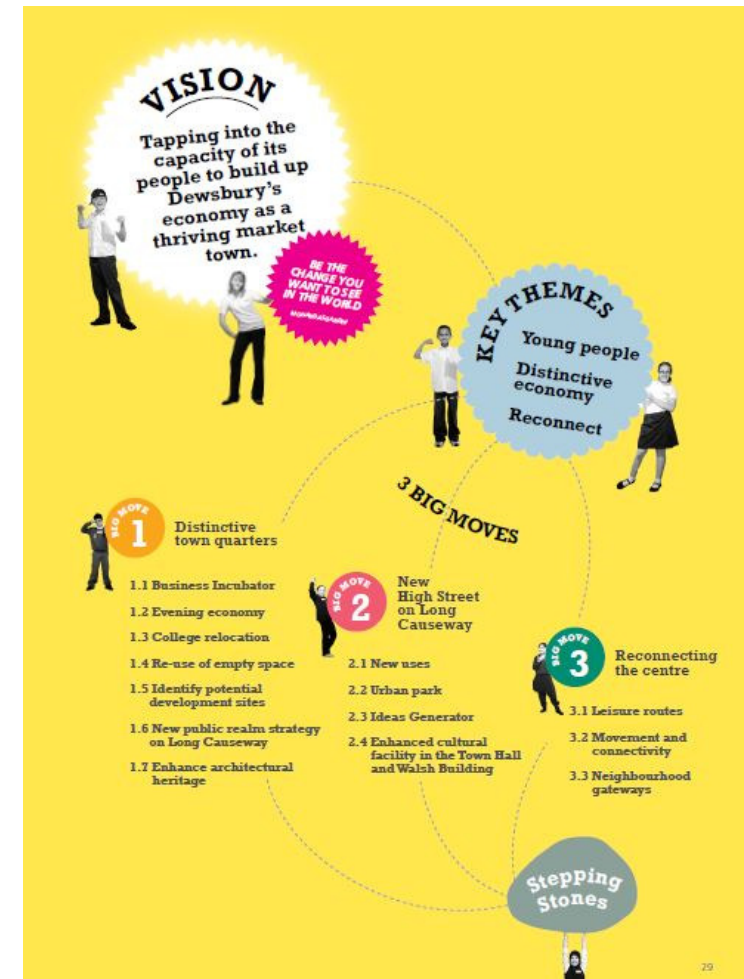 VISION
Tapping into the
capacity of its
people to build up
Dewsbury's
economy as a
thriving market
town.
BE THE
CHANGE YOU
WANT TO SEE
IN THE WORLD
KEY THEMES
Young people
Distinctive
economy
Reconnect
3 BIG MOVES
BIG MOVE
1
Distinctive
town quarters
1.1 Business Incubator
1.2 Evening economy
1.3 College relocation
1.4 Re-use of empty space
1.5 Identify potential
development sites
1.6 New public realm strategy
on Long Causeway
1.7 Enhance architectural
heritage
BIG MOVE
2
New
High Street
on Long
Causeway
2.1 New uses
2.2 Urban park
2.3 Ideas Generator
2.4 Enhanced cultural
facility in the Town Hall
and Walsh Building
BIG MOVE
3
Reconnecting
the centre
3.1 Leisure routes
3.2 Movement and
connectivity
3.3 Neighbourhood
gateways
Stepping
Stones
29